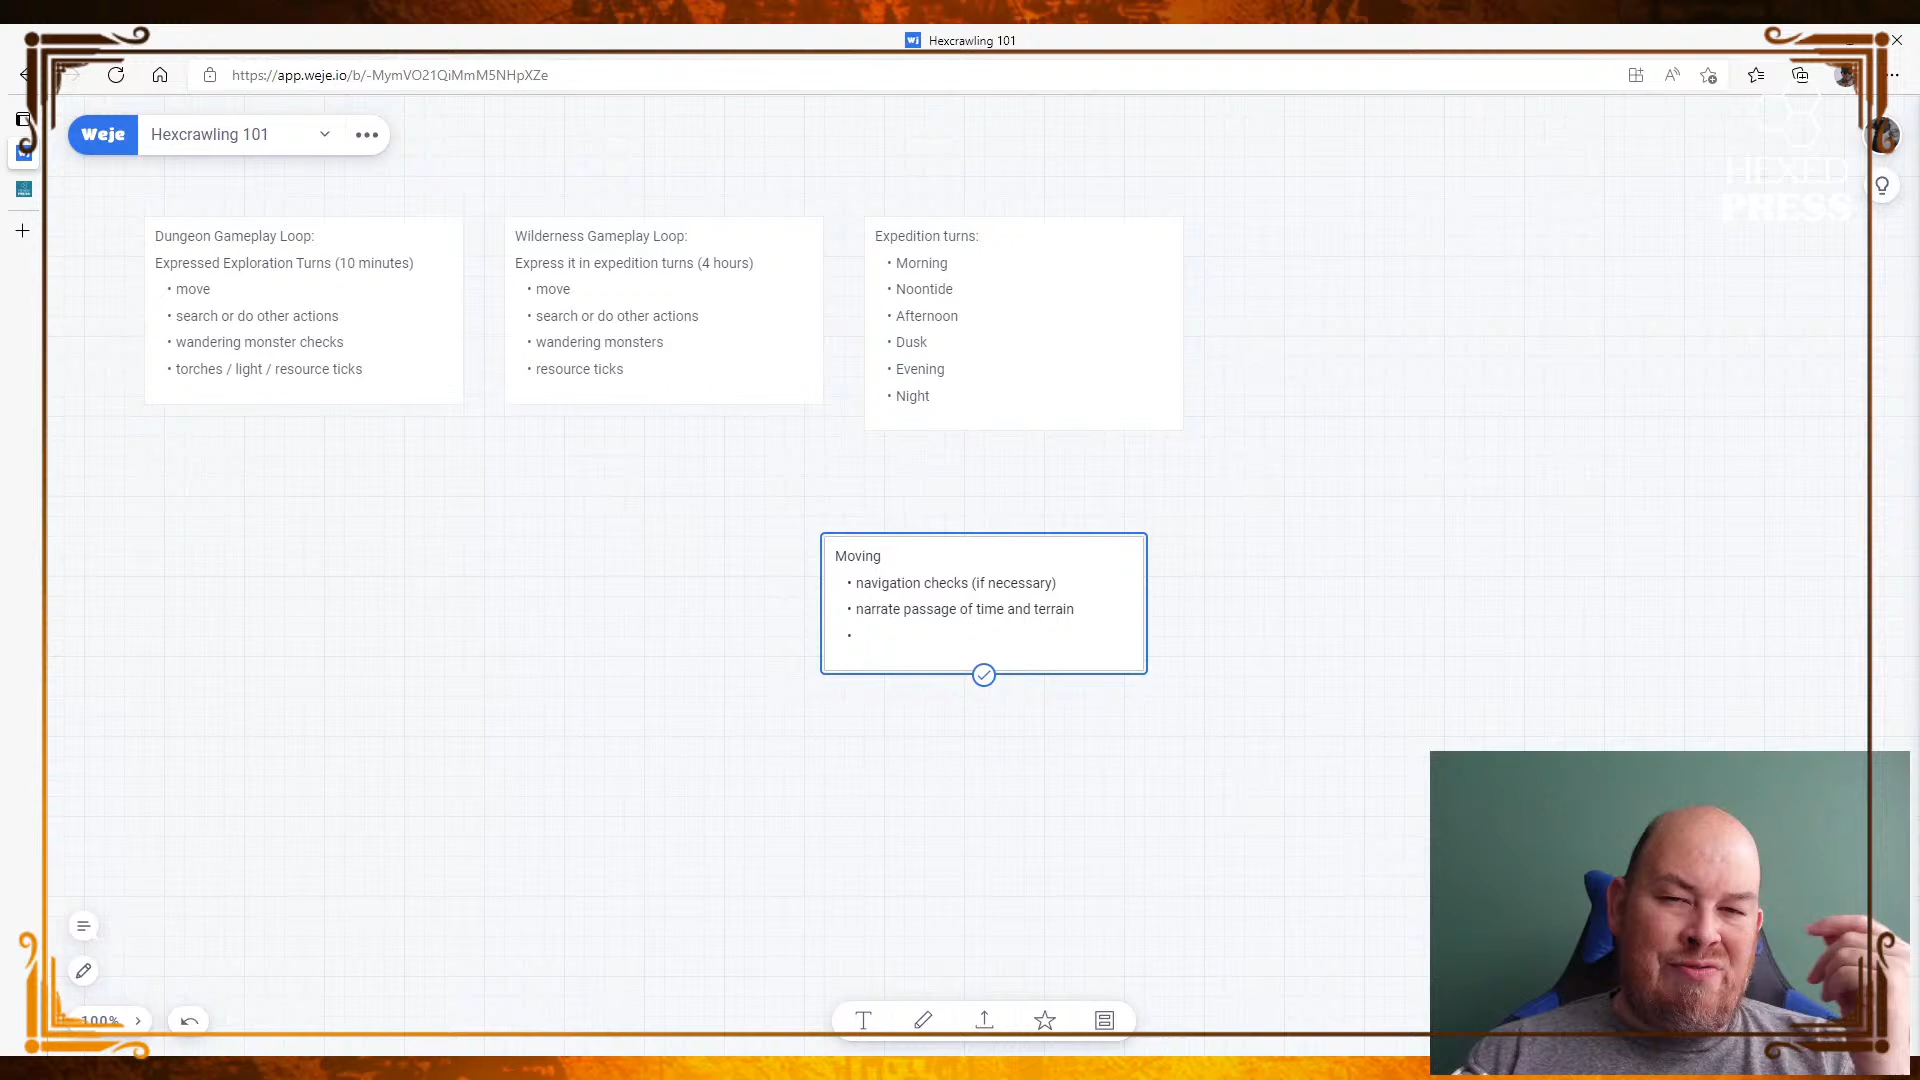 Hexcrawling 101
https://app.weje.io/b/-MymVO21QiMmM5NHpXZe
Weje
Hexcrawling 101
HEXED
PRESS
Dungeon Gameplay Loop:
Expressed Exploration Turns (10 minutes)
• move
• search or do other actions
• wandering monster checks
• torches / light / resource ticks
Wilderness Gameplay Loop:
Express it in expedition turns (4 hours)
• move
• search or do other actions
• wandering monsters
• resource ticks
Expedition turns:
• Morning
• Noontide
• Afternoon
• Dusk
• Evening
• Night
Moving
• navigation checks (if necessary)
• narrate passage of time and terrain
•
100%